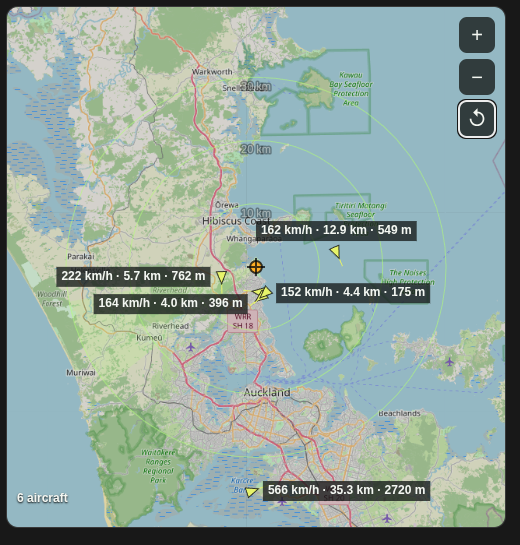 +
−
Warkworth
30 km
Kawau
Bay Seafloor
Protection
Area
20 km
Ōrewa
10 km
Tiritiri Matangi
Seafloor
Hibiscus Coast
162 km/h · 12.9 km · 549 m
Parakai
222 km/h · 5.7 km · 762 m
The Noises
Woodhill
Forest
152 km/h · 4.4 km · 175 m
164 km/h · 4.0 km · 396 m
SH 18
Riverhead
Kumeū
Muriwai
Auckland
Beachlands
Waitākere
Ranges
Regional
Park
566 km/h · 35.3 km · 2720 m
6 aircraft